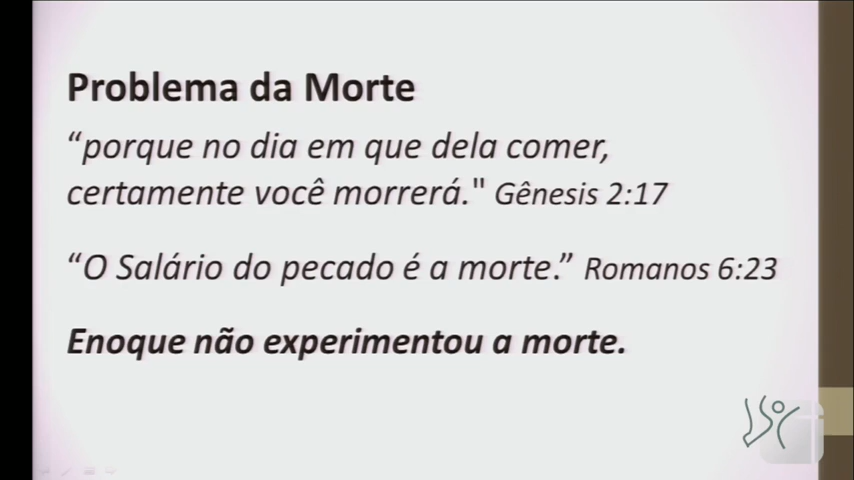 Problema da Morte
“porque no dia em que dela comer,
certamente você morrerá." Gênesis 2:17
“O Salário do pecado é a morte.” Romanos 6:23
Enoque não experimentou a morte.